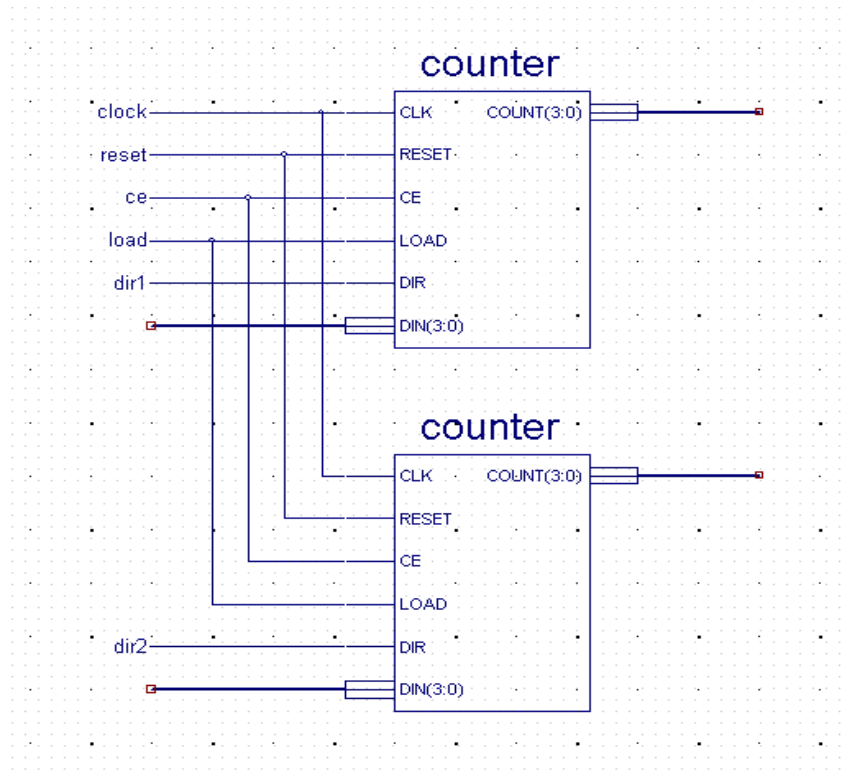 counter
clock CLK COUNT(3:0)
reset RESET
ce CE
load LOAD
dir1 DIR
DIN(3:0)
counter
CLK COUNT(3:0)
RESET
CE
LOAD
dir2 DIR
DIN(3:0)